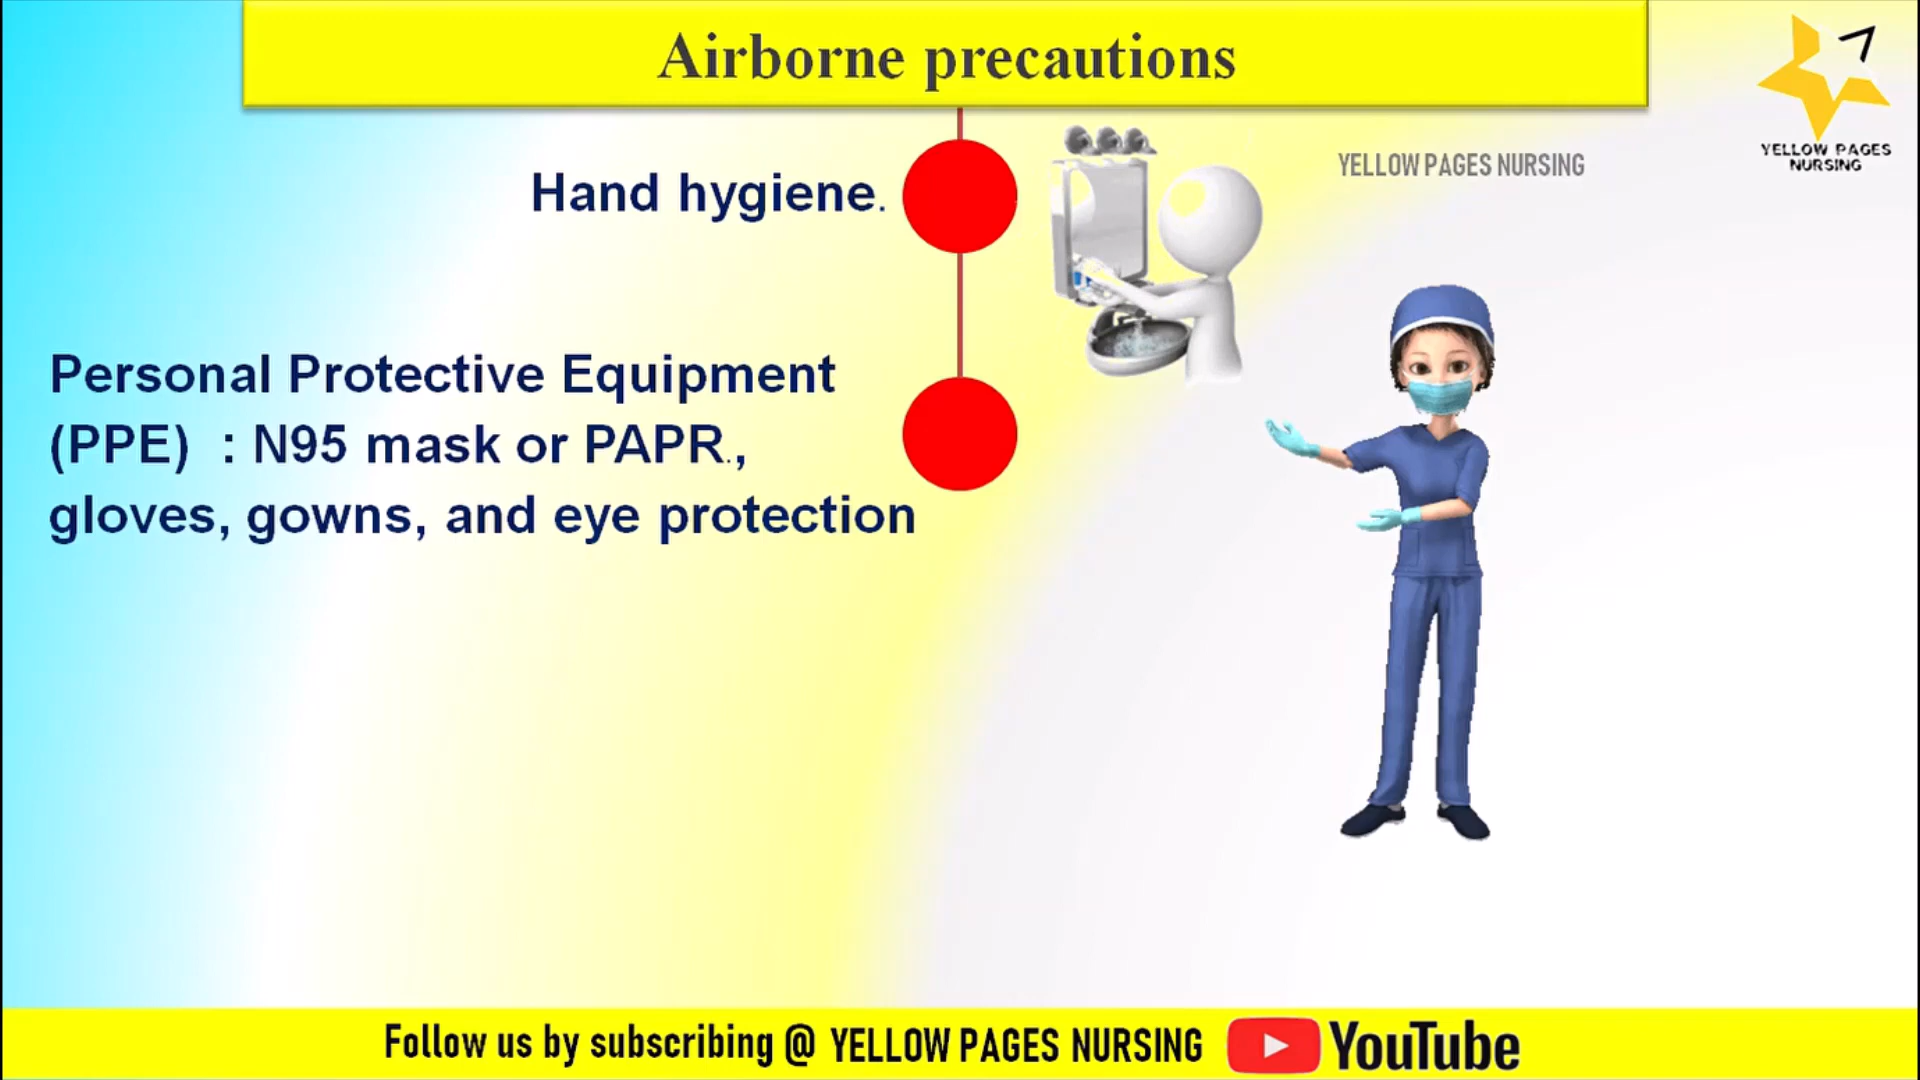 Airborne precautions
YELLOW PAGES
NURSING
YELLOW PAGES NURSING
Hand hygiene.
Personal Protective Equipment
(PPE) : N95 mask or PAPR.,
gloves, gowns, and eye protection
Follow us by subscribing @ YELLOW PAGES NURSING YouTube